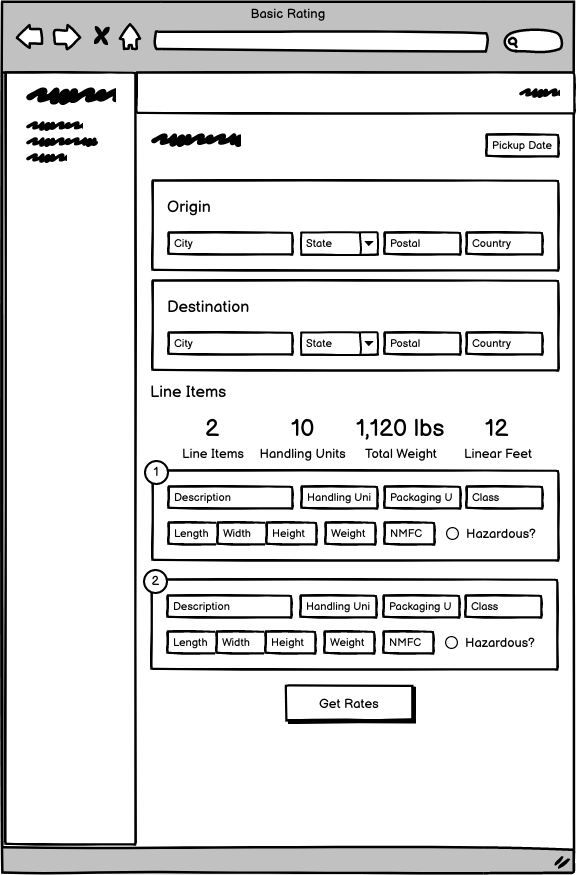 Basic Rating
Pickup Date
Origin
City State Postal Country
Destination
City State Postal Country
Line Items
2 10 1,120 lbs 12
Line Items Handling Units Total Weight Linear Feet
1
Description Handling Uni Packaging U Class
Length Width Height Weight NMFC Hazardous?
2
Description Handling Uni Packaging U Class
Length Width Height Weight NMFC Hazardous?
Get Rates